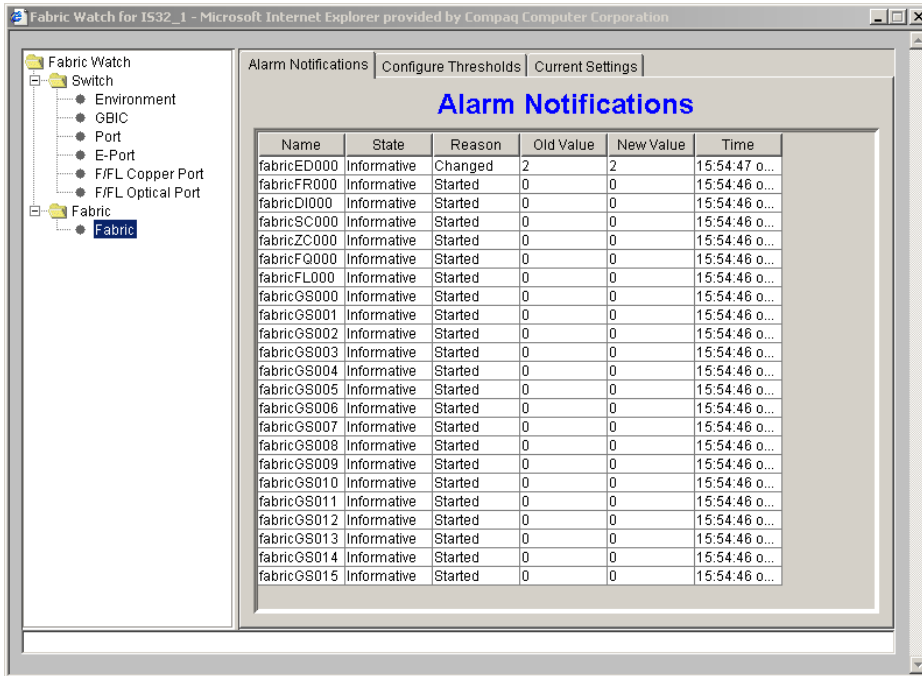 Fabric Watch for IS32_1 - Microsoft Internet Explorer provided by Compaq Computer Corporation
Fabric Watch
Switch
Environment
GBIC
Port
E-Port
F/FL Copper Port
F/FL Optical Port
Fabric
Fabric
Alarm Notifications Configure Thresholds Current Settings
Alarm Notifications
Name State Reason Old Value New Value Time
fabricED000 Informative Changed 2 2 15:54:47 o...
fabricFR000 Informative Started 0 0 15:54:46 o...
fabricDI000 Informative Started 0 0 15:54:46 o...
fabricSC000 Informative Started 0 0 15:54:46 o...
fabricZC000 Informative Started 0 0 15:54:46 o...
fabricFQ000 Informative Started 0 0 15:54:46 o...
fabricFL000 Informative Started 0 0 15:54:46 o...
fabricGS000 Informative Started 0 0 15:54:46 o...
fabricGS001 Informative Started 0 0 15:54:46 o...
fabricGS002 Informative Started 0 0 15:54:46 o...
fabricGS003 Informative Started 0 0 15:54:46 o...
fabricGS004 Informative Started 0 0 15:54:46 o...
fabricGS005 Informative Started 0 0 15:54:46 o...
fabricGS006 Informative Started 0 0 15:54:46 o...
fabricGS007 Informative Started 0 0 15:54:46 o...
fabricGS008 Informative Started 0 0 15:54:46 o...
fabricGS009 Informative Started 0 0 15:54:46 o...
fabricGS010 Informative Started 0 0 15:54:46 o...
fabricGS011 Informative Started 0 0 15:54:46 o...
fabricGS012 Informative Started 0 0 15:54:46 o...
fabricGS013 Informative Started 0 0 15:54:46 o...
fabricGS014 Informative Started 0 0 15:54:46 o...
fabricGS015 Informative Started 0 0 15:54:46 o...